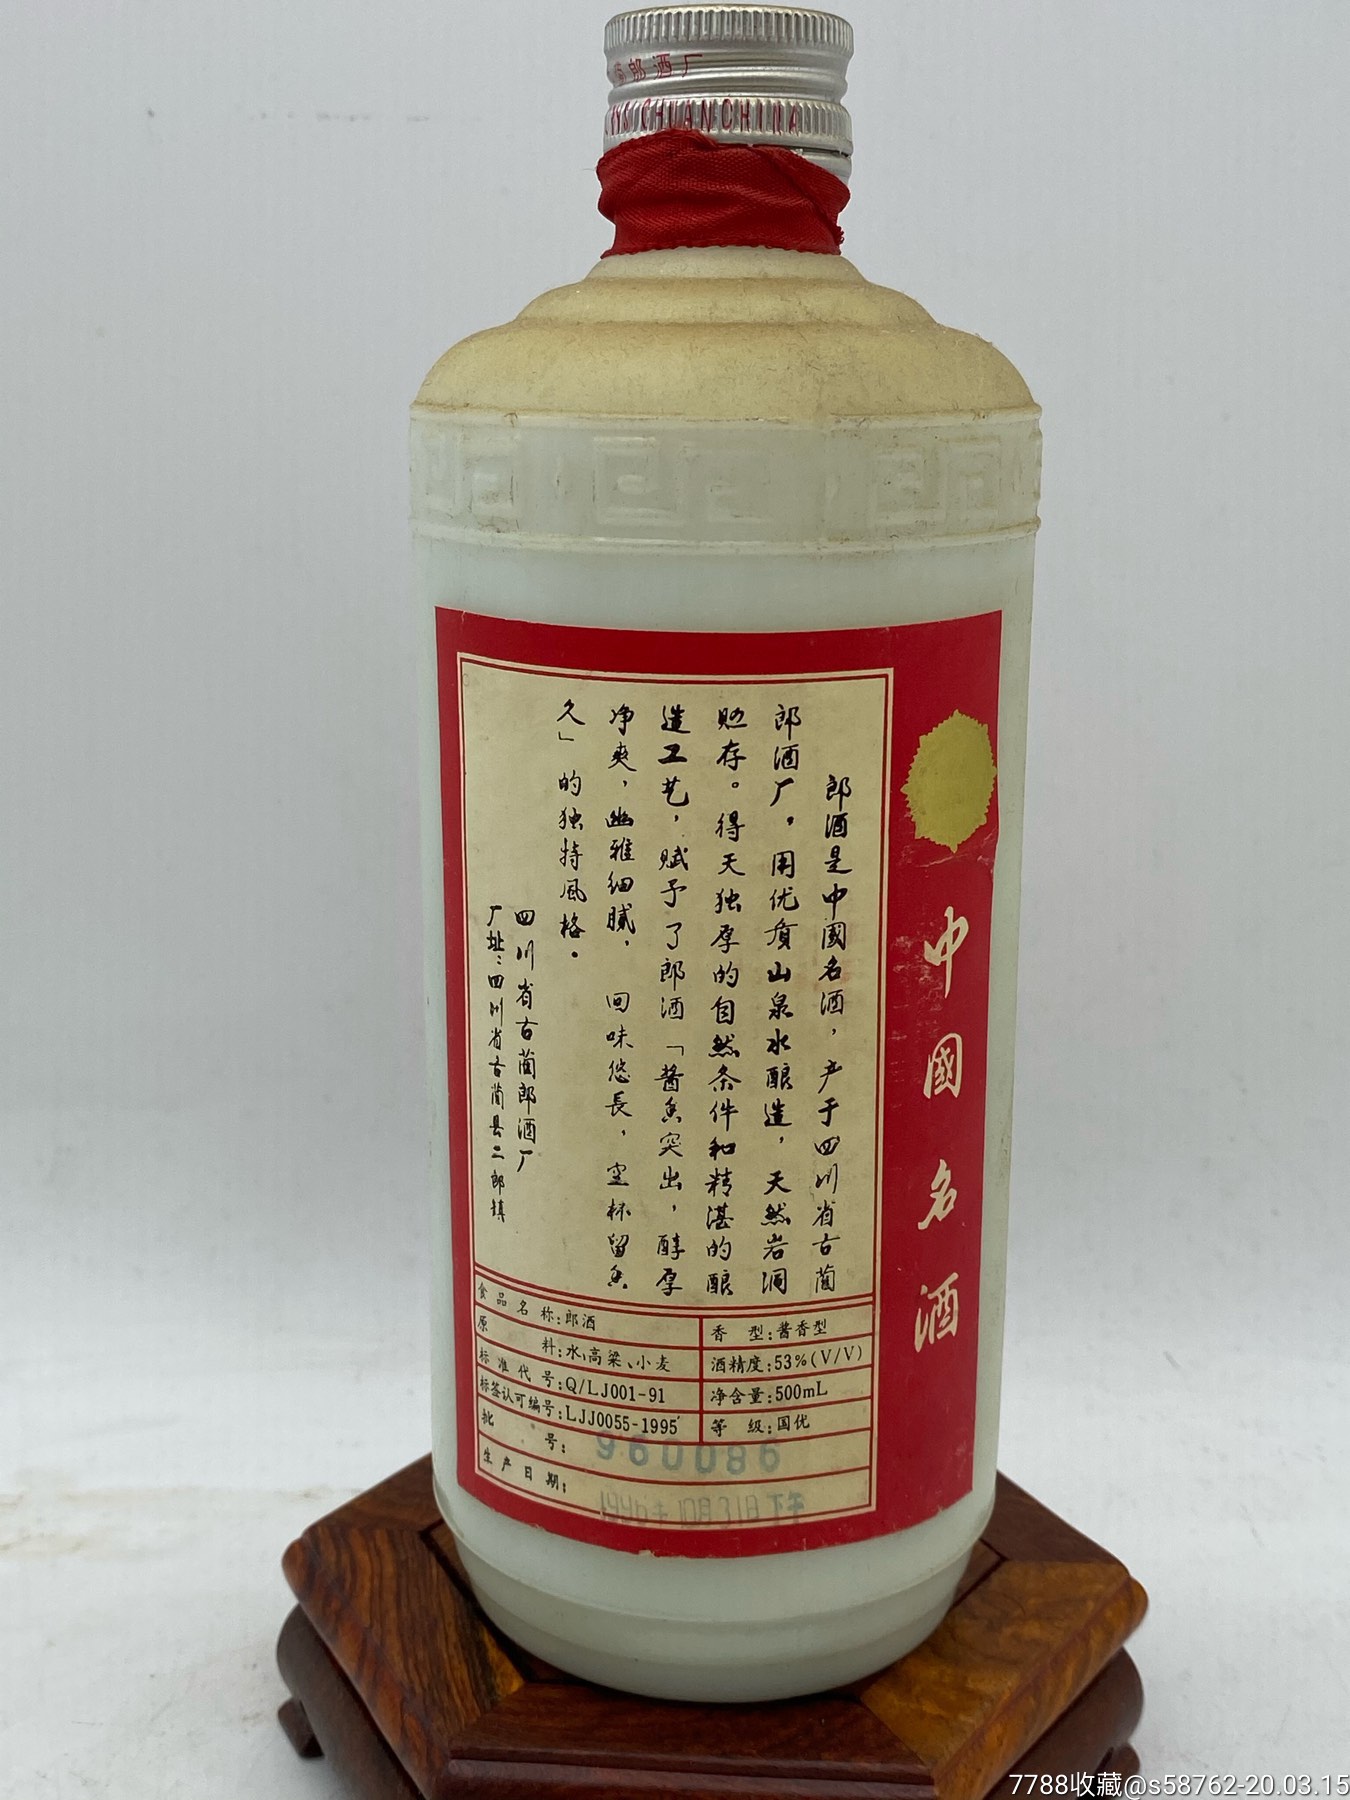 郎酒厂
CHUANCHINA
郎酒是中國名酒，产于四川省古蔺
郎酒厂。用优质山泉水酿造，天然岩洞
贮存。得天独厚的自然条件和精湛的酿
造工艺，赋予了郎酒「酱香突出，醇厚
净爽，幽雅细腻，回味悠長，空杯留香
久」的独特風格。
四川省古蔺郎酒厂
厂址：四川省古蔺县二郎镇
中國名酒
食品名称：郎酒
香型：酱香型
原料：水、高梁、小麦
酒精度：53%(V/V)
标准代号：Q/LJ001-91
净含量：500mL
标签认可编号：LJJ0055-1995
等级：国优
批号：960086
生产日期：
7788收藏@s58762-20.03.15